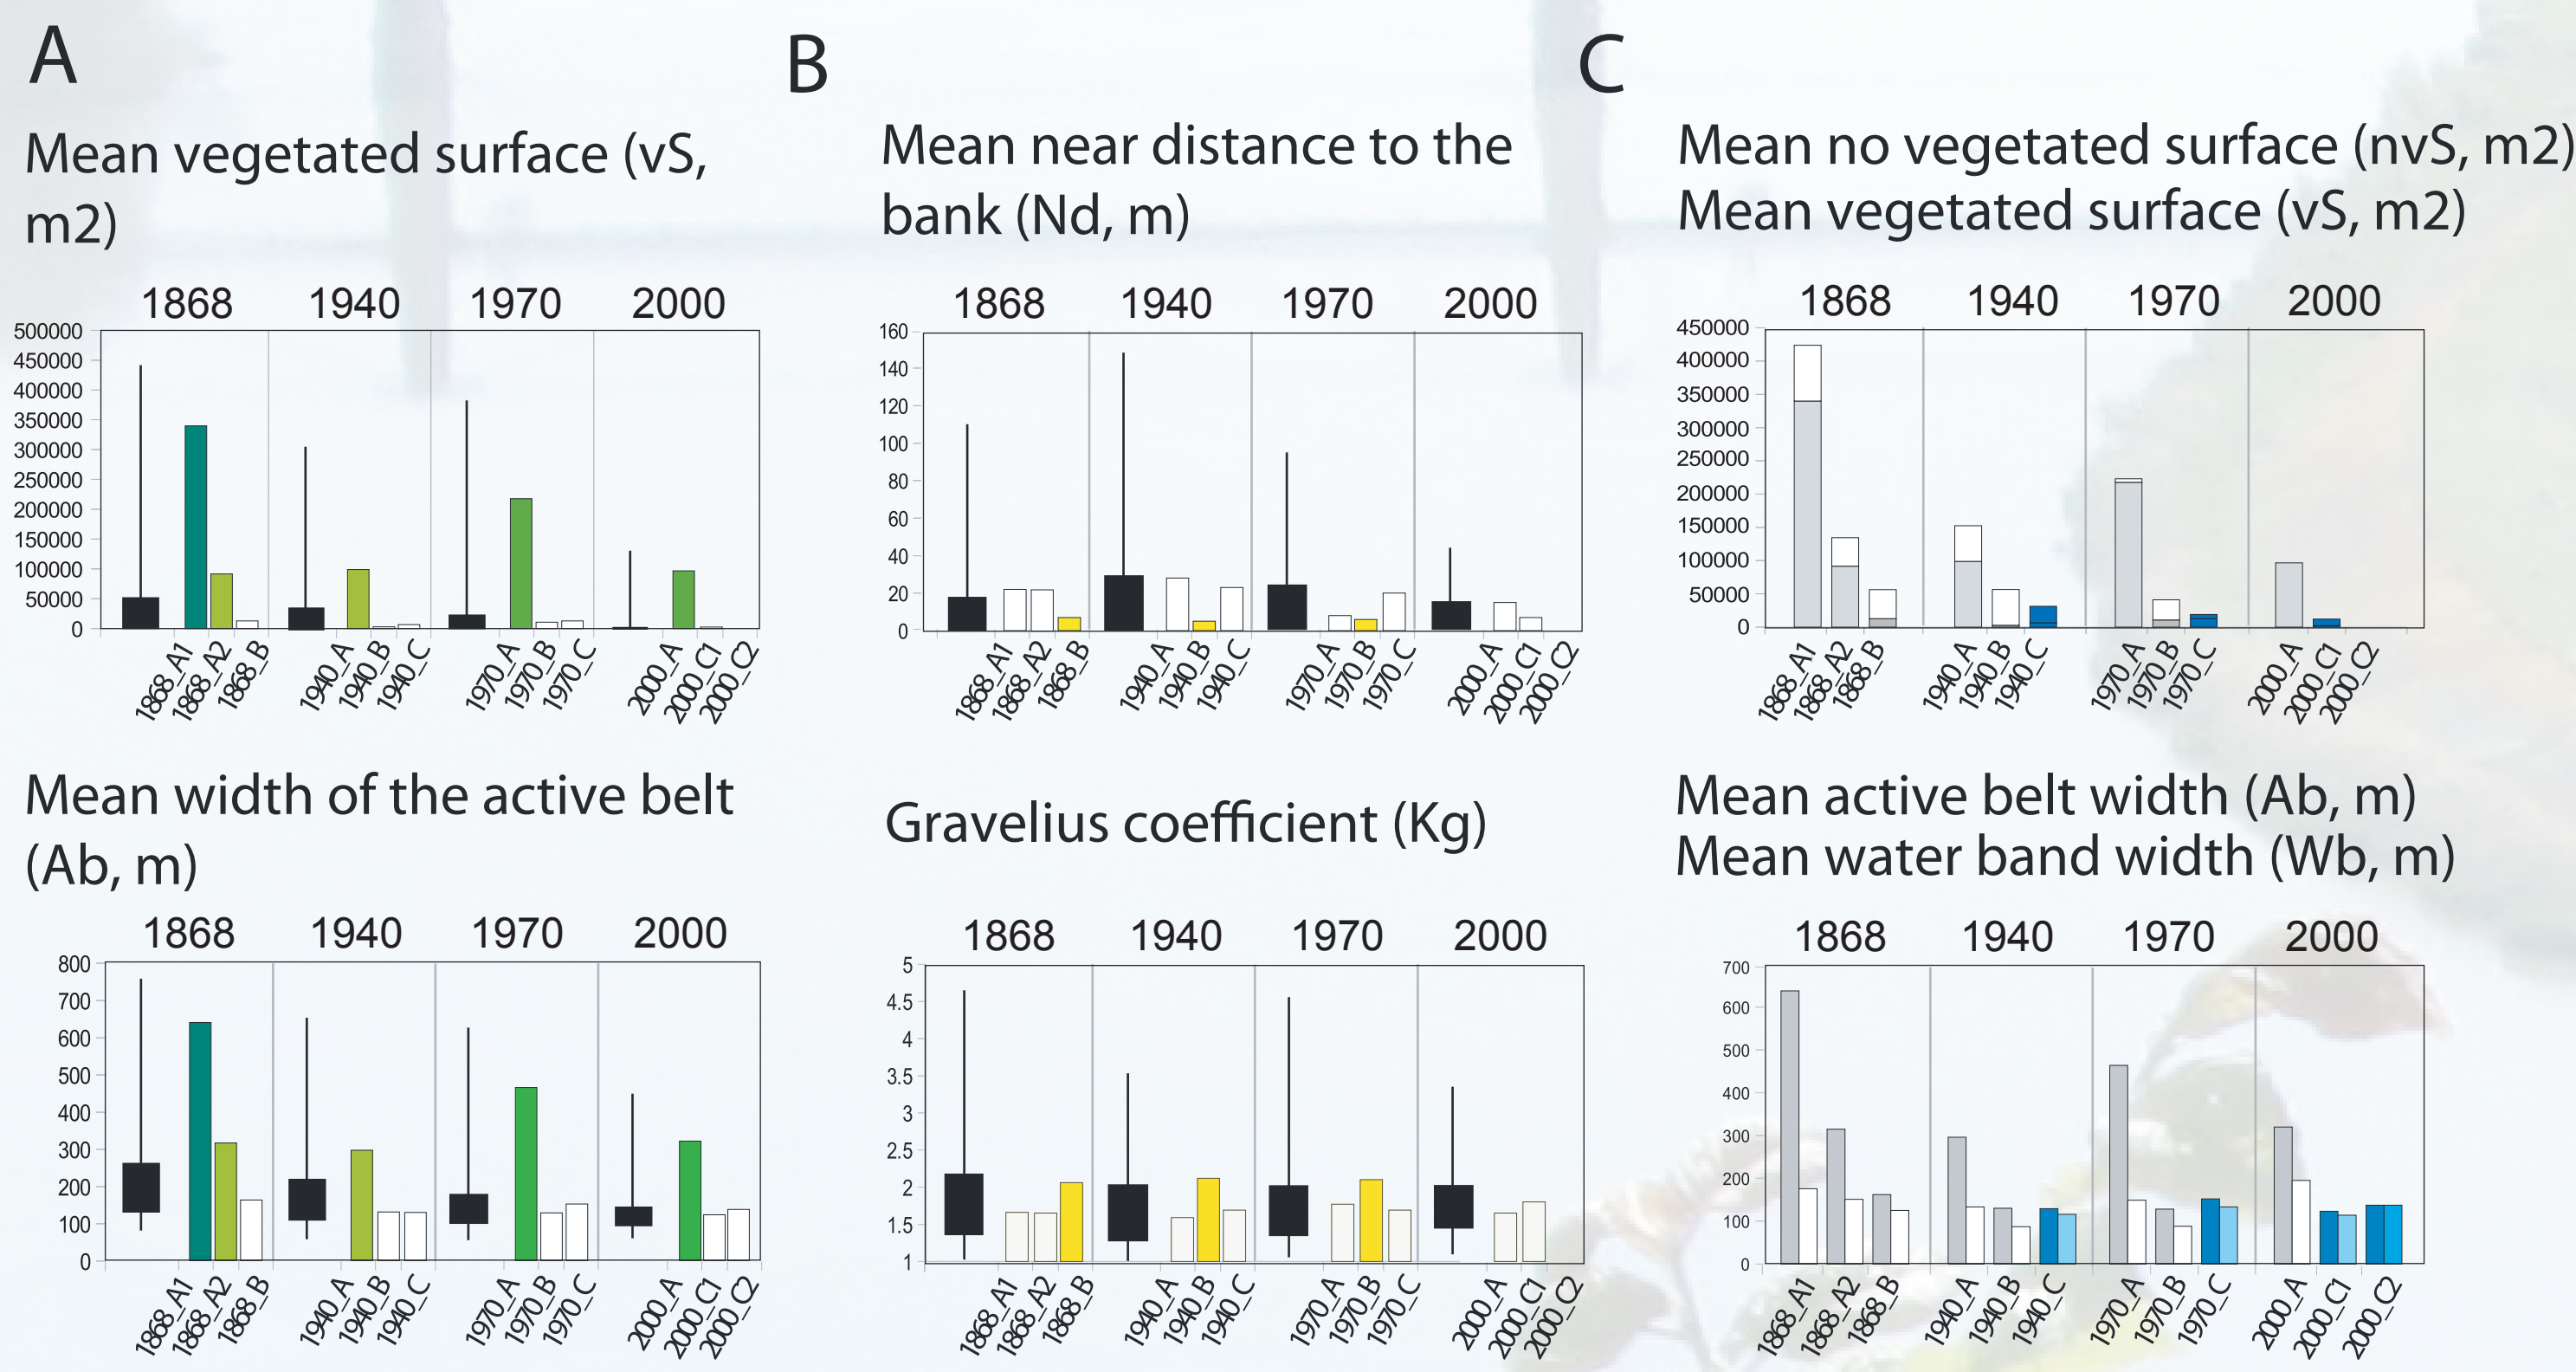 A
B
C
Mean vegetated surface (vS,
m2)
Mean near distance to the
bank (Nd, m)
Mean no vegetated surface (nvS, m2)
Mean vegetated surface (vS, m2)
1868 1940 1970 2000
500000
450000
400000
350000
300000
250000
200000
150000
100000
50000
0
1868_A1 1868_A2 1868_B 1940_A 1940_B 1940_C 1970_A 1970_B 1970_C 2000_A 2000_C1 2000_C2
1868 1940 1970 2000
160
140
120
100
80
60
40
20
0
1868_A1 1868_A2 1868_B 1940_A 1940_B 1940_C 1970_A 1970_B 1970_C 2000_A 2000_C1 2000_C2
1868 1940 1970 2000
450000
400000
350000
300000
250000
200000
150000
100000
50000
0
1868_A1 1868_A2 1868_B 1940_A 1940_B 1940_C 1970_A 1970_B 1970_C 2000_A 2000_C1 2000_C2
Mean width of the active belt
(Ab, m)
1868 1940 1970 2000
800
700
600
500
400
300
200
100
0
1868_A1 1868_A2 1868_B 1940_A 1940_B 1940_C 1970_A 1970_B 1970_C 2000_A 2000_C1 2000_C2
Gravelius coefficient (Kg)
1868 1940 1970 2000
5
4.5
4
3.5
3
2.5
2
1.5
1
1868_A1 1868_A2 1868_B 1940_A 1940_B 1940_C 1970_A 1970_B 1970_C 2000_A 2000_C1 2000_C2
Mean active belt width (Ab, m)
Mean water band width (Wb, m)
1868 1940 1970 2000
700
600
500
400
300
200
100
0
1868_A1 1868_A2 1868_B 1940_A 1940_B 1940_C 1970_A 1970_B 1970_C 2000_A 2000_C1 2000_C2